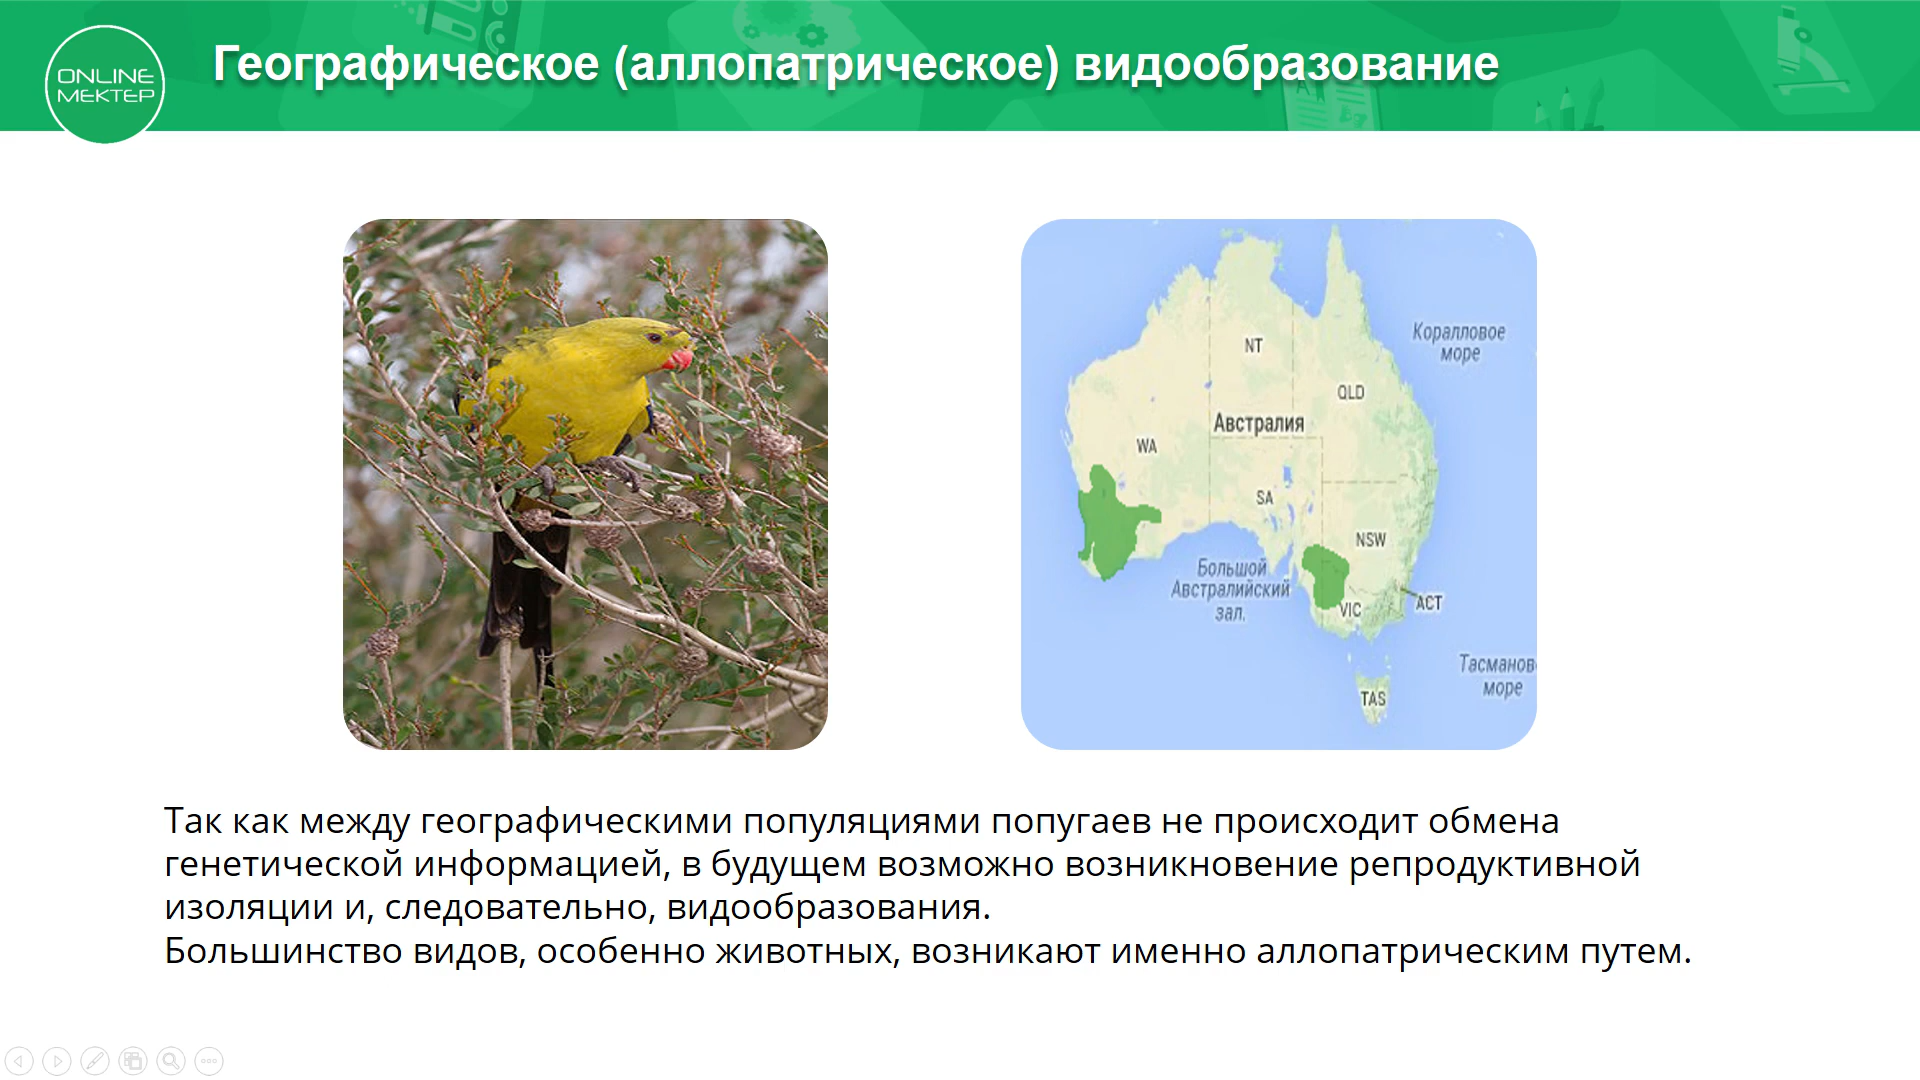 ONLINE
MEKTEP
Географическое (аллопатрическое) видообразование
Коралловое
море
NT
QLD
Австралия
WA
SA
NSW
Большой
Австралийский
зал.
VIC
ACT
Тасманов
море
TAS
Так как между географическими популяциями попугаев не происходит обмена
генетической информацией, в будущем возможно возникновение репродуктивной
изоляции и, следовательно, видообразования.
Большинство видов, особенно животных, возникают именно аллопатрическим путем.